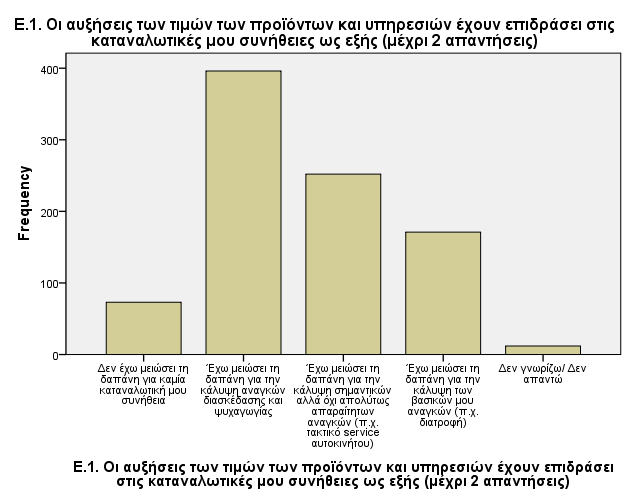 Ε.1. Οι αυξήσεις των τιμών των προϊόντων και υπηρεσιών έχουν επιδράσει στις
καταναλωτικές μου συνήθειες ως εξής (μέχρι 2 απαντήσεις)
400
300
200
100
0
Frequency
Δεν έχω μειώσει τη
δαπάνη για καμία
καταναλωτική μου
συνήθεια
Έχω μειώσει τη
δαπάνη για την
κάλυψη αναγκών
διασκέδασης και
ψυχαγωγίας
Έχω μειώσει τη
δαπάνη για την
κάλυψη σημαντικών
αλλά όχι απολύτως
απαραίτητων
αναγκών (π.χ.
τακτικό service
αυτοκινήτου)
Έχω μειώσει τη
δαπάνη για την
κάλυψη των
βασικών μου
αναγκών (π.χ.
διατροφή)
Δεν γνωρίζω/ Δεν
απαντώ
Ε.1. Οι αυξήσεις των τιμών των προϊόντων και υπηρεσιών έχουν επιδράσει
στις καταναλωτικές μου συνήθειες ως εξής (μέχρι 2 απαντήσεις)